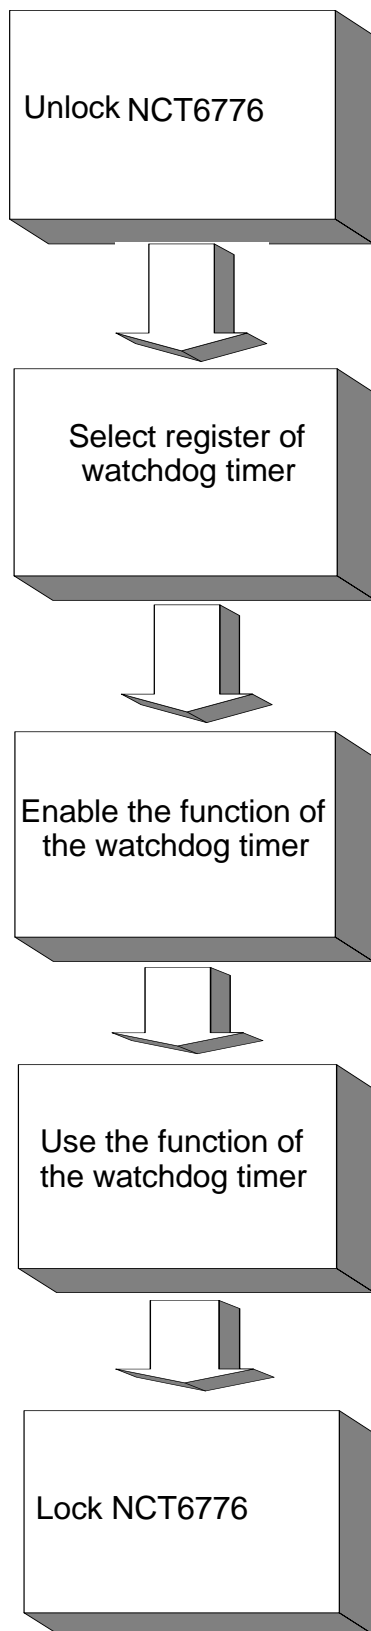 Unlock NCT6776
Select register of
watchdog timer
Enable the function of
the watchdog timer
Use the function of
the watchdog timer
Lock NCT6776